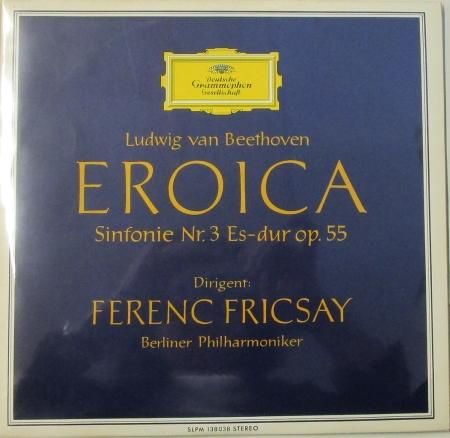 Deutsche
Grammophon
Gesellschaft
Ludwig van Beethoven
EROICA
Sinfonie Nr. 3 Es-dur op. 55
Dirigent:
FERENC FRICSAY
Berliner Philharmoniker
SLPM 138038 STEREO